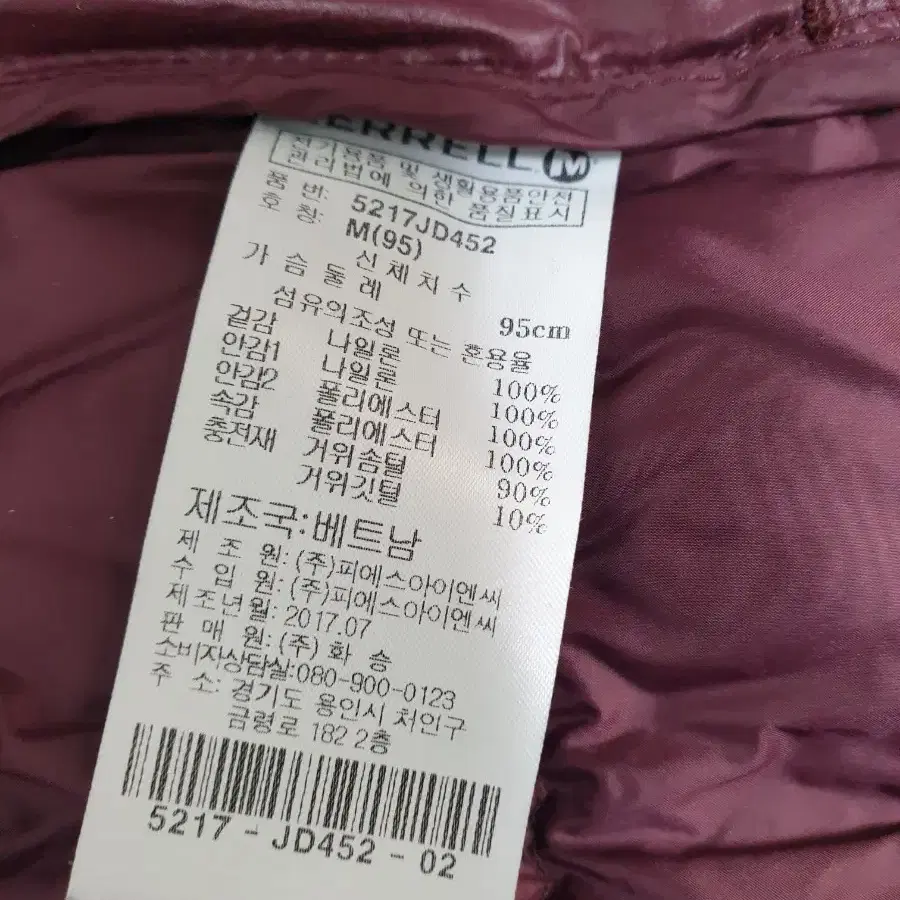 ERRELL M
전기용품 및 생활용품안전
관리법에 의한 품질표시
품 번: 5217JD452
호 칭: M(95)
신체치수
가슴둘레 95cm
섬유의조성 또는 혼용율
겉감 나일론 100%
안감1 나일론 100%
안감2 폴리에스터 100%
속감 폴리에스터 100%
충전재 거위솜털 90%
거위깃털 10%
제조국:베트남
제 조 원: (주)피에스아이엔씨
수 입 원: (주)피에스아이엔씨
제조년월: 2017.07
판 매 원: (주) 화 승
소비자상담실:080-900-0123
주 소: 경기도 용인시 처인구
금령로 182 2층
5217 - JD452 - 02